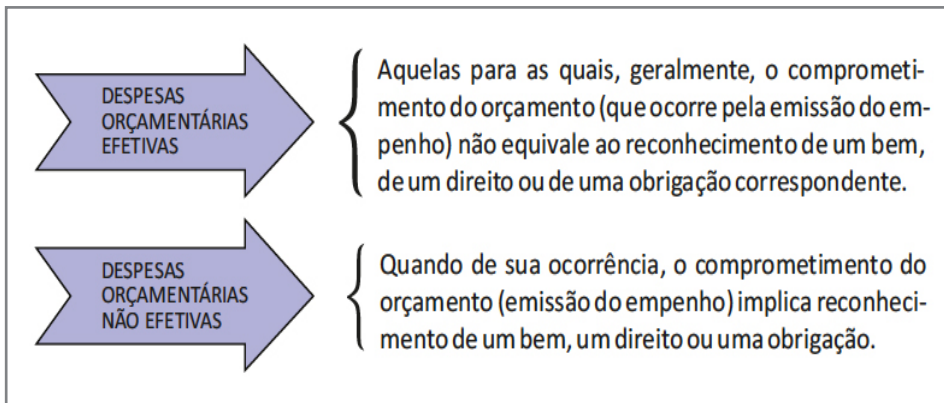 DESPESAS
ORÇAMENTÁRIAS
EFETIVAS
Aquelas para as quais, geralmente, o comprometi-
mento do orçamento (que ocorre pela emissão do em-
penho) não equivale ao reconhecimento de um bem,
de um direito ou de uma obrigação correspondente.
DESPESAS
ORÇAMENTÁRIAS
NÃO EFETIVAS
Quando de sua ocorrência, o comprometimento do
orçamento (emissão do empenho) implica reconheci-
mento de um bem, um direito ou uma obrigação.